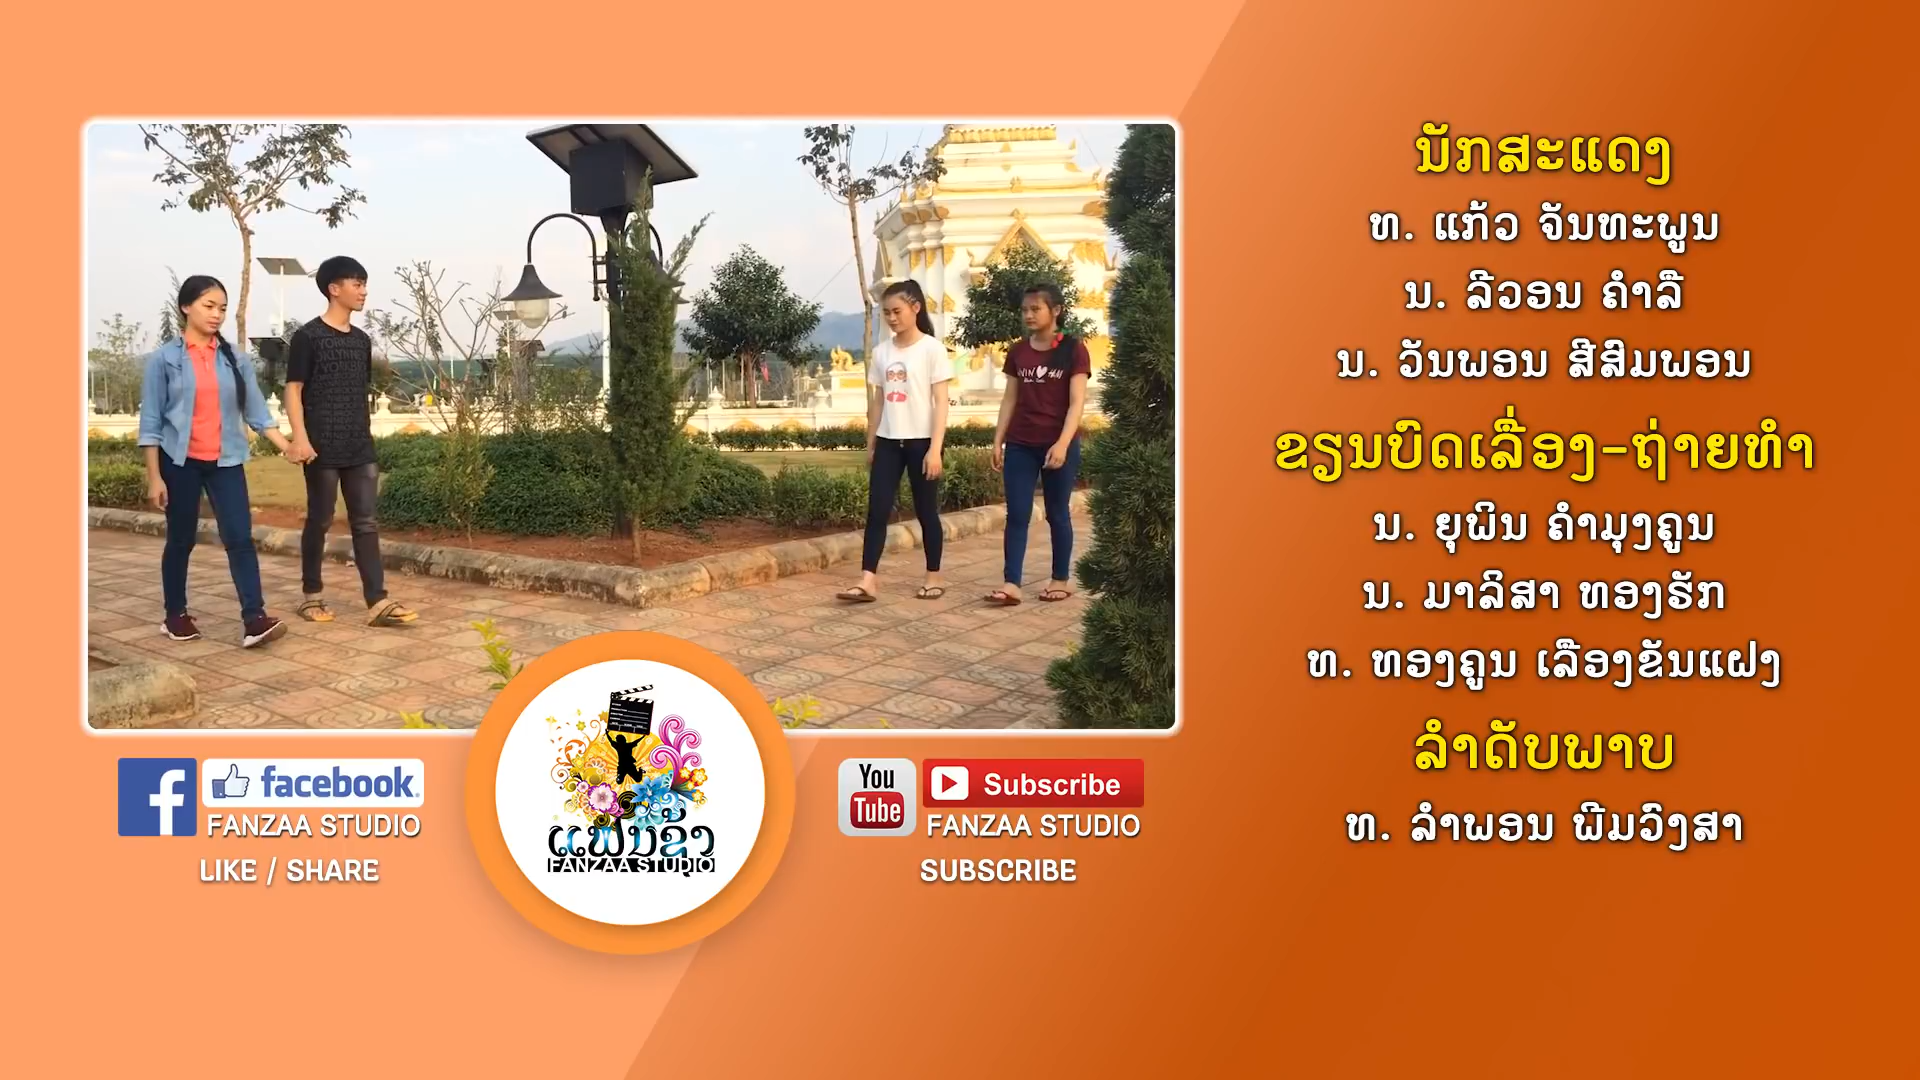 ນັກສະແດງ
ທ. ແກ້ວ ຈັນທະພູນ
ນ. ລີວອນ ຄຳລື
ນ. ວັນພອນ ສີສົມພອນ
ຂຽນບົດເລື່ອງ-ຖ່າຍທຳ
ນ. ຍຸພິນ ຄຳມຸງຄູນ
ນ. ມາລິສາ ທອງຮັກ
ທ. ທອງຄູນ ເລືອງຂັນແຝງ
ລຳດັບພາບ
ທ. ລຳພອນ ພິມວົງສາ
f facebook.
FANZAA STUDIO
LIKE / SHARE
ແຟນຊ້າ
FANZAA STUDIO
You Tube Subscribe
FANZAA STUDIO
SUBSCRIBE